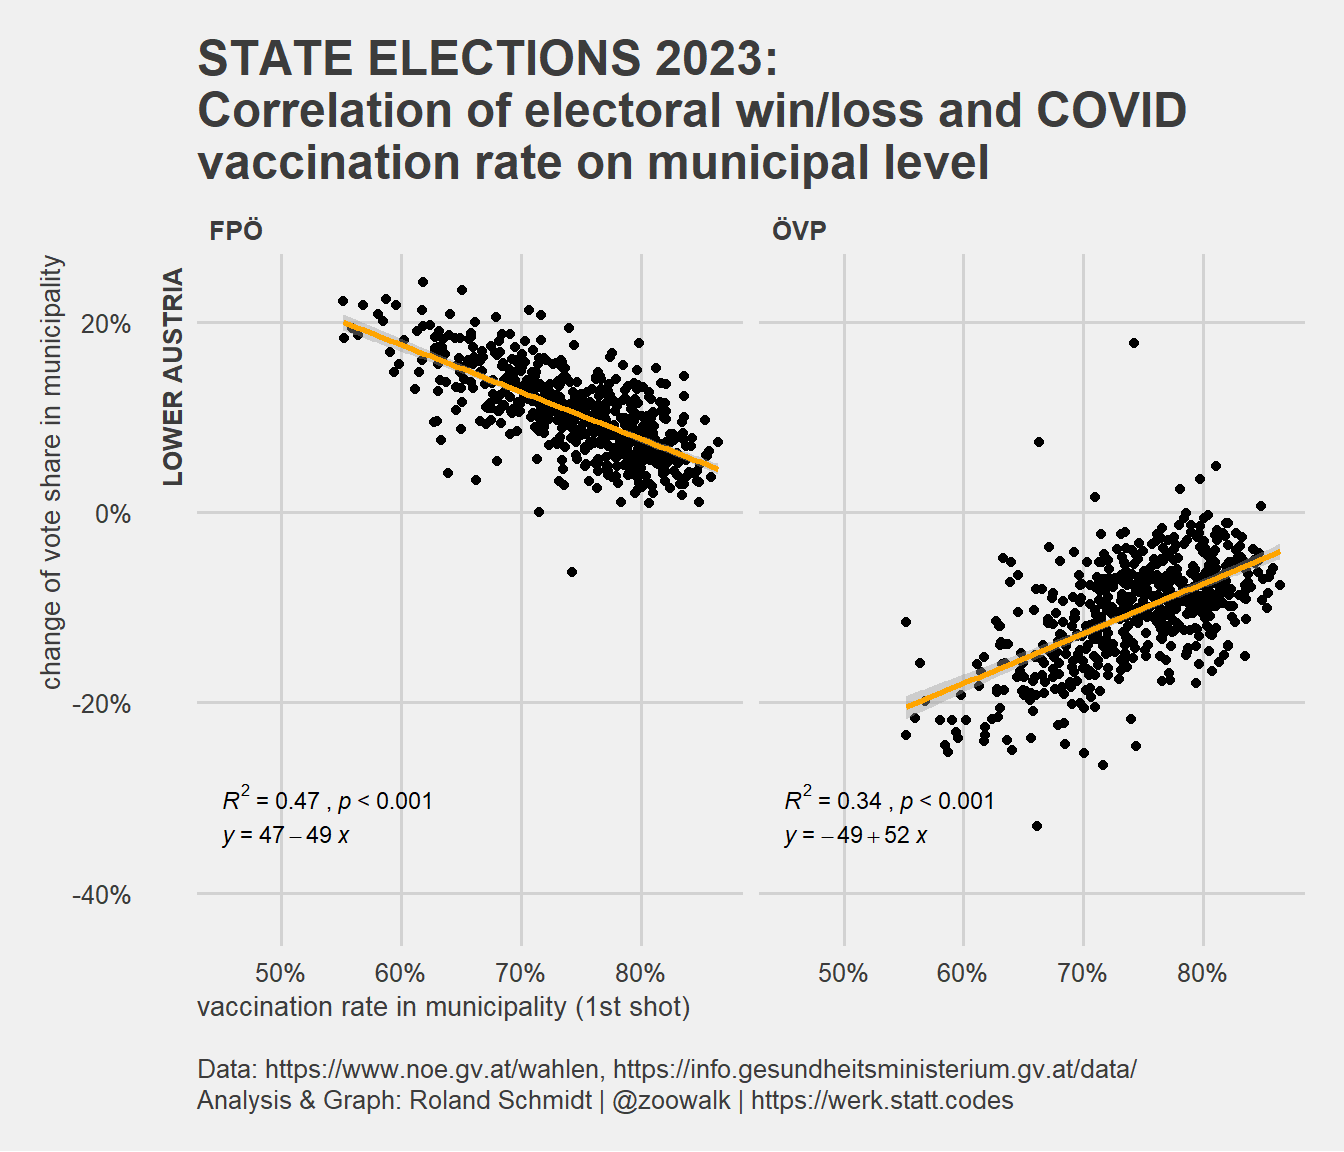 STATE ELECTIONS 2023:
Correlation of electoral win/loss and COVID
vaccination rate on municipal level
FPÖ
ÖVP
change of vote share in municipality
LOWER AUSTRIA
20%
0%
-20%
-40%
R² = 0.47 , p < 0.001
y = 47 − 49 x
R² = 0.34 , p < 0.001
y = −49 + 52 x
50% 60% 70% 80%
50% 60% 70% 80%
vaccination rate in municipality (1st shot)
Data: https://www.noe.gv.at/wahlen, https://info.gesundheitsministerium.gv.at/data/
Analysis & Graph: Roland Schmidt | @zoowalk | https://werk.statt.codes